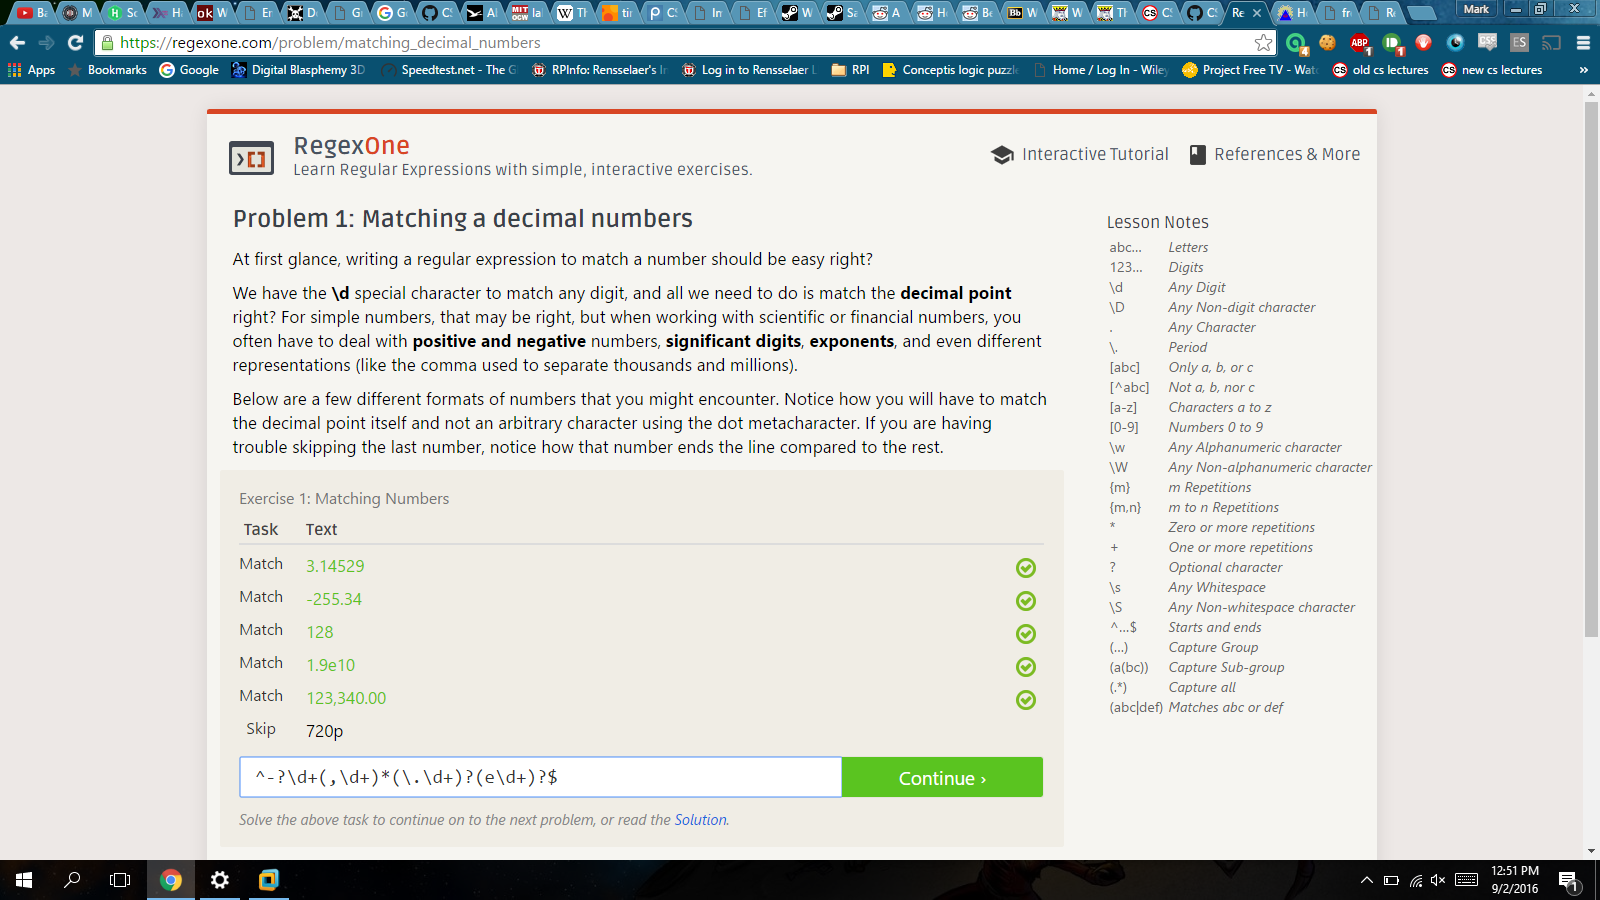 Mark
https://regexone.com/problem/matching_decimal_numbers
Apps
Bookmarks
Google
Digital Blasphemy 3D
Speedtest.net - The G
RPInfo: Rensselaer's In
Log in to Rensselaer
RPI
Conceptis logic puzzle
Home / Log In - Wiley
Project Free TV - Wat
old cs lectures
new cs lectures
»
RegexOne
Learn Regular Expressions with simple, interactive exercises.
Interactive Tutorial
References & More
Problem 1: Matching a decimal numbers
At first glance, writing a regular expression to match a number should be easy right?
We have the \d special character to match any digit, and all we need to do is match the decimal point
right? For simple numbers, that may be right, but when working with scientific or financial numbers, you
often have to deal with positive and negative numbers, significant digits, exponents, and even different
representations (like the comma used to separate thousands and millions).
Below are a few different formats of numbers that you might encounter. Notice how you will have to match
the decimal point itself and not an arbitrary character using the dot metacharacter. If you are having
trouble skipping the last number, notice how that number ends the line compared to the rest.
Exercise 1: Matching Numbers
Task Text
Match 3.14529
Match -255.34
Match 128
Match 1.9e10
Match 123,340.00
Skip 720p
^-?\d+(,\d+)*(\.\d+)?(e\d+)?$
Continue ›
Solve the above task to continue on to the next problem, or read the Solution.
Lesson Notes
abc... Letters
123... Digits
\d Any Digit
\D Any Non-digit character
. Any Character
\. Period
[abc] Only a, b, or c
[^abc] Not a, b, nor c
[a-z] Characters a to z
[0-9] Numbers 0 to 9
\w Any Alphanumeric character
\W Any Non-alphanumeric character
{m} m Repetitions
{m,n} m to n Repetitions
* Zero or more repetitions
+ One or more repetitions
? Optional character
\s Any Whitespace
\S Any Non-whitespace character
^...$ Starts and ends
(...) Capture Group
(a(bc)) Capture Sub-group
(.*) Capture all
(abc|def) Matches abc or def
12:51 PM
9/2/2016